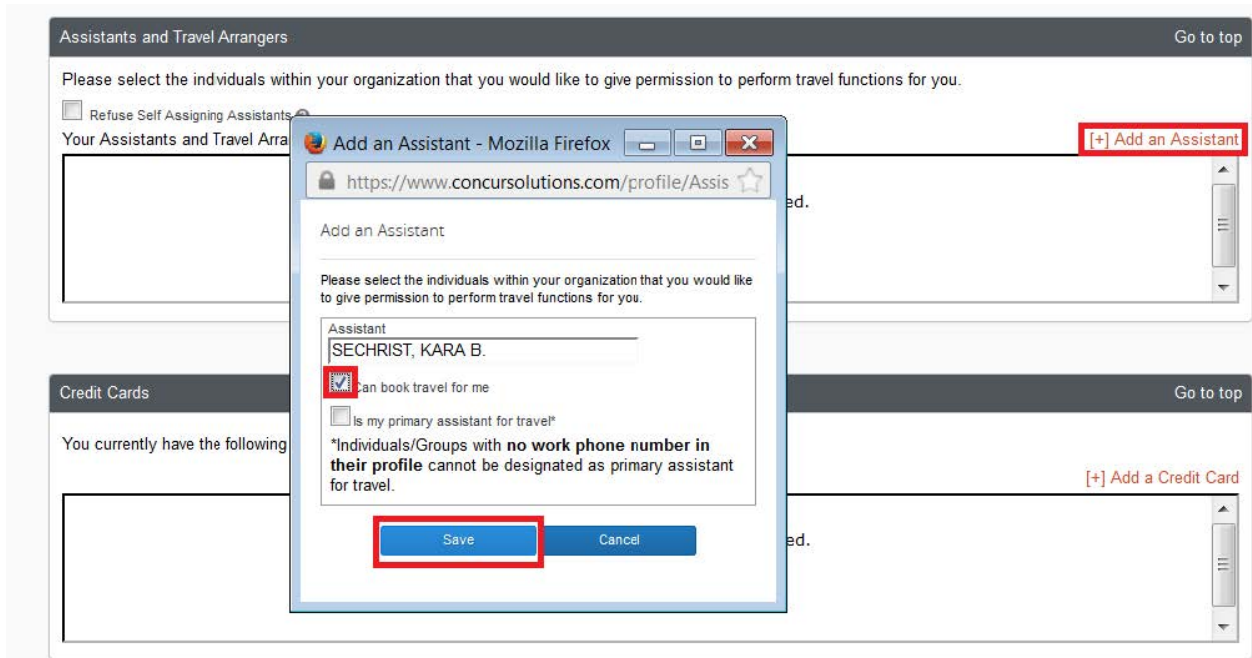 Assistants and Travel Arrangers
Go to top
Please select the indviduals within your organization that you would like to give permission to perform travel functions for you.
Refuse Self Assigning Assistants
Your Assistants and Travel Arra
[+] Add an Assistant
ed.
Add an Assistant - Mozilla Firefox
https://www.concursolutions.com/profile/Assis
Add an Assistant
Please select the individuals within your organization that you would like
to give permission to perform travel functions for you.
Assistant
SECHRIST, KARA B.
Can book travel for me
Is my primary assistant for travel*
*Individuals/Groups with no work phone number in
their profile cannot be designated as primary assistant
for travel.
Save
Cancel
Credit Cards
Go to top
You currently have the following
[+] Add a Credit Card
ed.